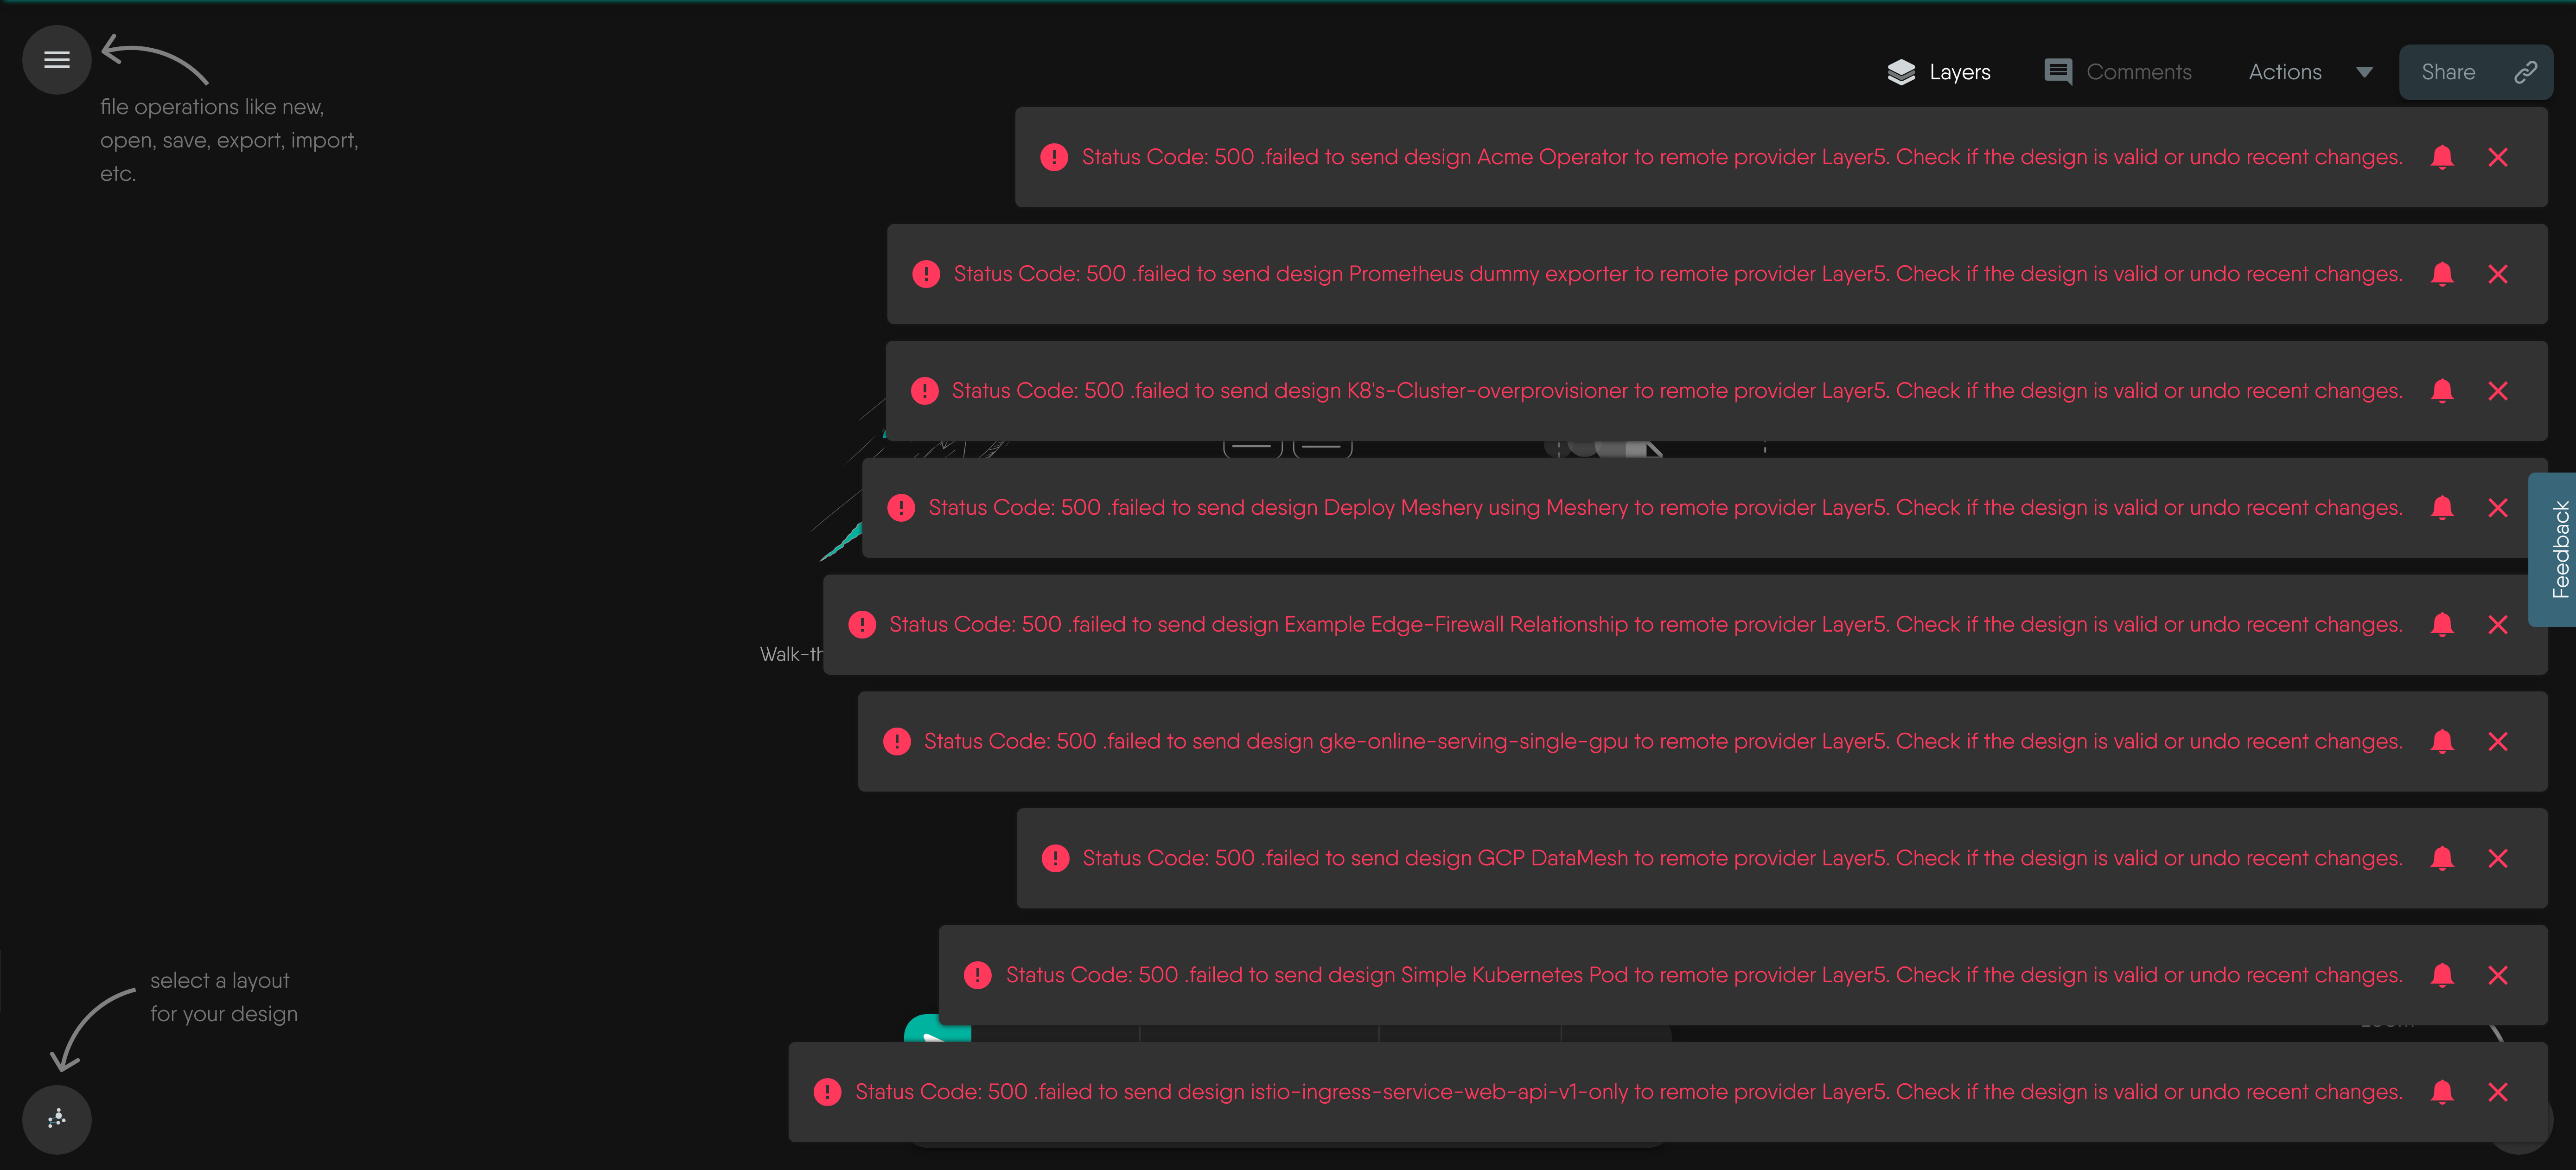 Layers
Comments
Actions
Share
file operations like new,
open, save, export, import,
etc.
Status Code: 500 .failed to send design Acme Operator to remote provider Layer5. Check if the design is valid or undo recent changes.
Status Code: 500 .failed to send design Prometheus dummy exporter to remote provider Layer5. Check if the design is valid or undo recent changes.
Status Code: 500 .failed to send design K8's-Cluster-overprovisioner to remote provider Layer5. Check if the design is valid or undo recent changes.
Status Code: 500 .failed to send design Deploy Meshery using Meshery to remote provider Layer5. Check if the design is valid or undo recent changes.
Feedback
Status Code: 500 .failed to send design Example Edge-Firewall Relationship to remote provider Layer5. Check if the design is valid or undo recent changes.
Status Code: 500 .failed to send design gke-online-serving-single-gpu to remote provider Layer5. Check if the design is valid or undo recent changes.
Status Code: 500 .failed to send design GCP DataMesh to remote provider Layer5. Check if the design is valid or undo recent changes.
Status Code: 500 .failed to send design Simple Kubernetes Pod to remote provider Layer5. Check if the design is valid or undo recent changes.
select a layout
for your design
Status Code: 500 .failed to send design istio-ingress-service-web-api-v1-only to remote provider Layer5. Check if the design is valid or undo recent changes.